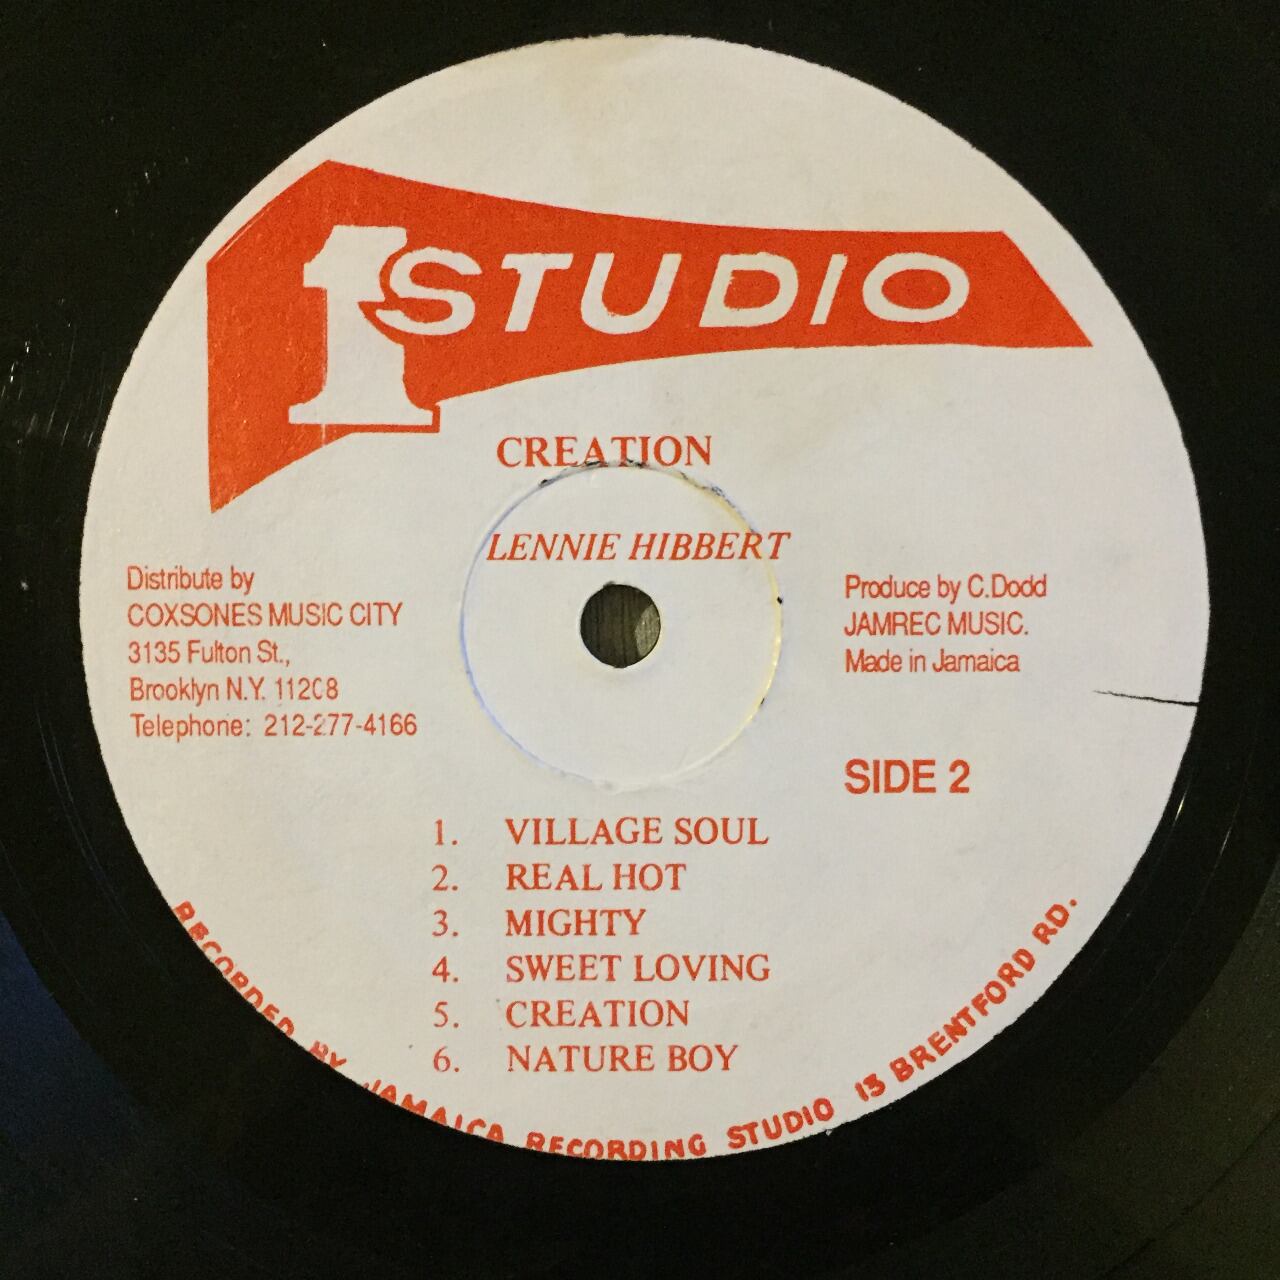 1 STUDIO
CREATION
LENNIE HIBBERT
Distribute by
COXSONES MUSIC CITY
3135 Fulton St.,
Brooklyn N.Y. 11208
Telephone: 212-277-4166
Produce by C.Dodd
JAMREC MUSIC.
Made in Jamaica
SIDE 2
1. VILLAGE SOUL
2. REAL HOT
3. MIGHTY
4. SWEET LOVING
5. CREATION
6. NATURE BOY
RECORDED BY JAMAICA RECORDING STUDIO 13 BRENTFORD RD.